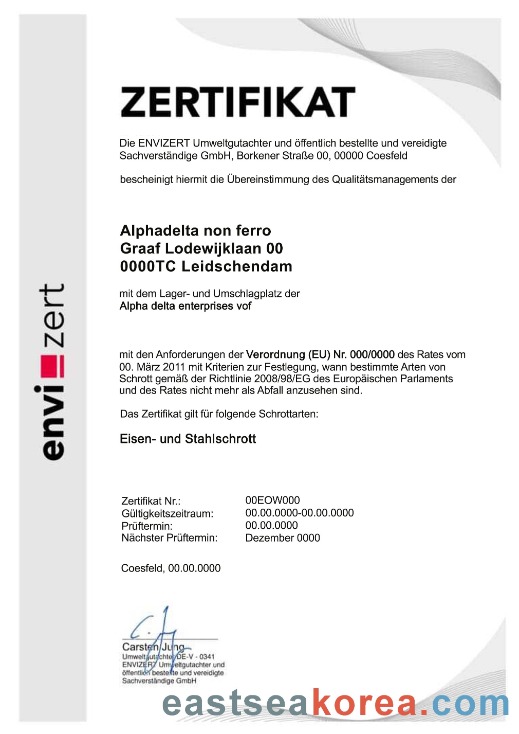 ZERTIFIKAT
Die ENVIZERT Umweltgutachter und öffentlich bestellte und vereidigte
Sachverständige GmbH, Borkener Straße 00, 00000 Coesfeld
bescheinigt hiermit die Übereinstimmung des Qualitätsmanagements der
Alphadelta non ferro
Graaf Lodewijklaan 00
0000TC Leidschendam
mit dem Lager- und Umschlagplatz der
Alpha delta enterprises vof
mit den Anforderungen der Verordnung (EU) Nr. 000/0000 des Rates vom
00. März 2011 mit Kriterien zur Festlegung, wann bestimmte Arten von
Schrott gemäß der Richtlinie 2008/98/EG des Europäischen Parlaments
und des Rates nicht mehr als Abfall anzusehen sind.
Das Zertifikat gilt für folgende Schrottarten:
Eisen- und Stahlschrott
Zertifikat Nr.: 00EOW000
Gültigkeitszeitraum: 00.00.0000-00.00.0000
Prüftermin: 00.00.0000
Nächster Prüftermin: Dezember 0000
Coesfeld, 00.00.0000
Carsten Jung
Umweltgutachter DE-V - 0341
ENVIZERT Umweltgutachter und
öffentlich bestellte und vereidigte
Sachverständige GmbH
envizert
eastseakorea.com